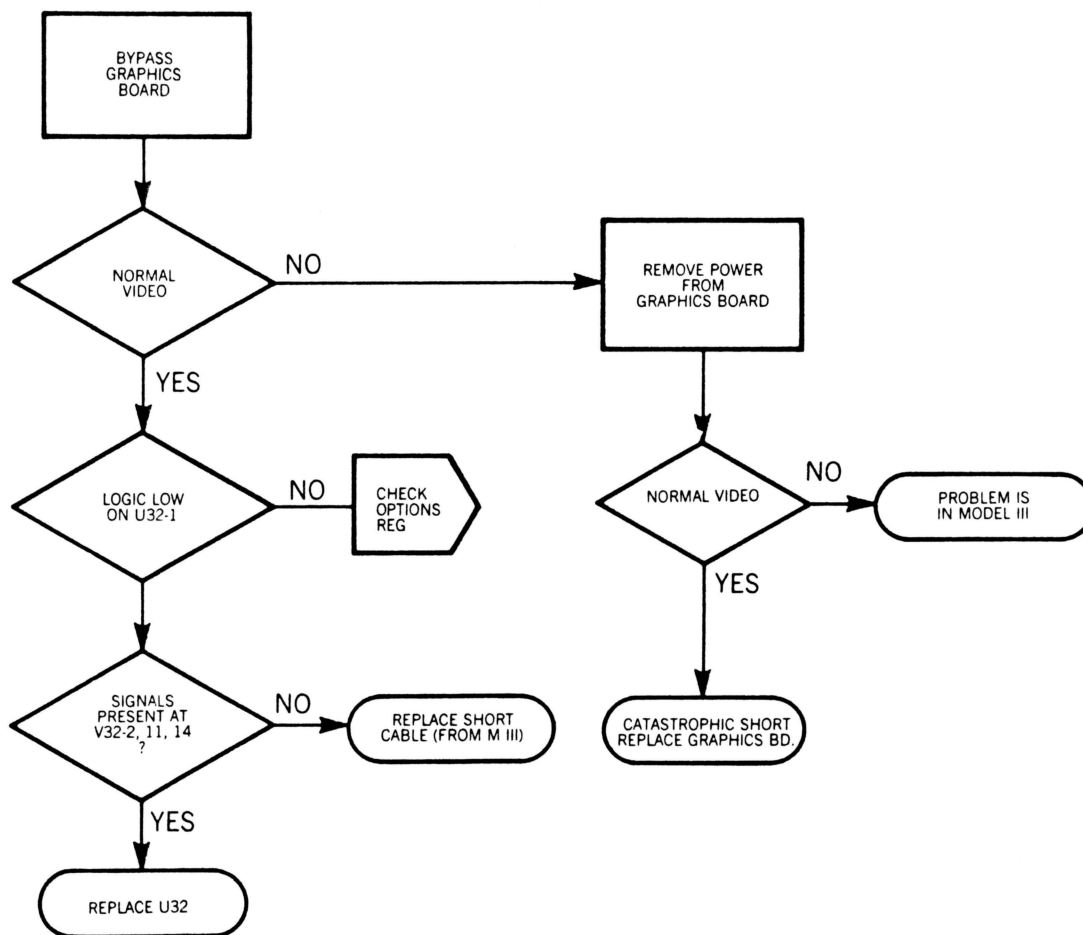 BYPASS
GRAPHICS
BOARD
NORMAL
VIDEO
NO
REMOVE POWER
FROM
GRAPHICS BOARD
YES
LOGIC LOW
ON U32-1
NO
CHECK
OPTIONS
REG
NORMAL VIDEO
NO
PROBLEM IS
IN MODEL III
YES
SIGNALS
PRESENT AT
V32-2, 11, 14
?
NO
REPLACE SHORT
CABLE (FROM M III)
CATASTROPHIC SHORT
REPLACE GRAPHICS BD.
YES
REPLACE U32